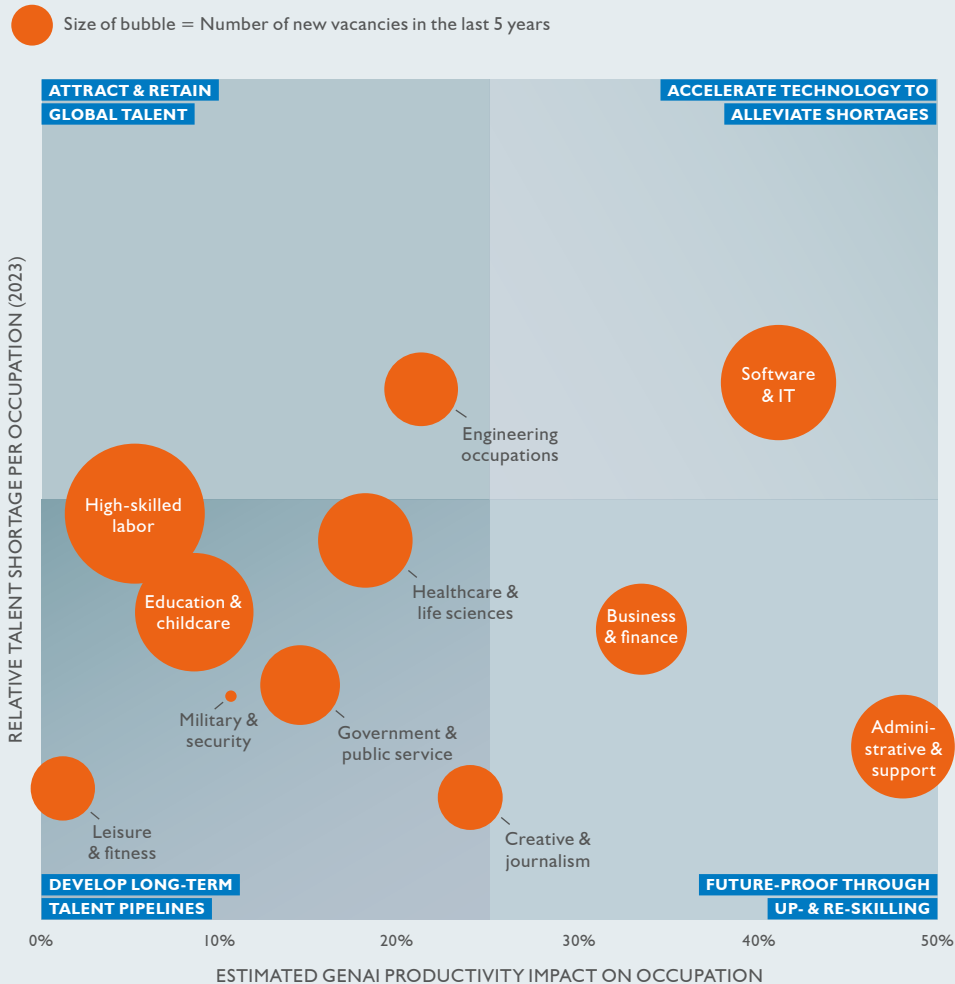 Size of bubble = Number of new vacancies in the last 5 years
ATTRACT & RETAIN
GLOBAL TALENT
ACCELERATE TECHNOLOGY TO
ALLEVIATE SHORTAGES
RELATIVE TALENT SHORTAGE PER OCCUPATION (2023)
Software
& IT
Engineering
occupations
High-skilled
labor
Healthcare &
life sciences
Education &
childcare
Business
& finance
Military &
security
Government &
public service
Admini-
strative &
support
Leisure
& fitness
Creative &
journalism
DEVELOP LONG-TERM
TALENT PIPELINES
FUTURE-PROOF THROUGH
UP- & RE-SKILLING
0%
10%
20%
30%
40%
50%
ESTIMATED GENAI PRODUCTIVITY IMPACT ON OCCUPATION